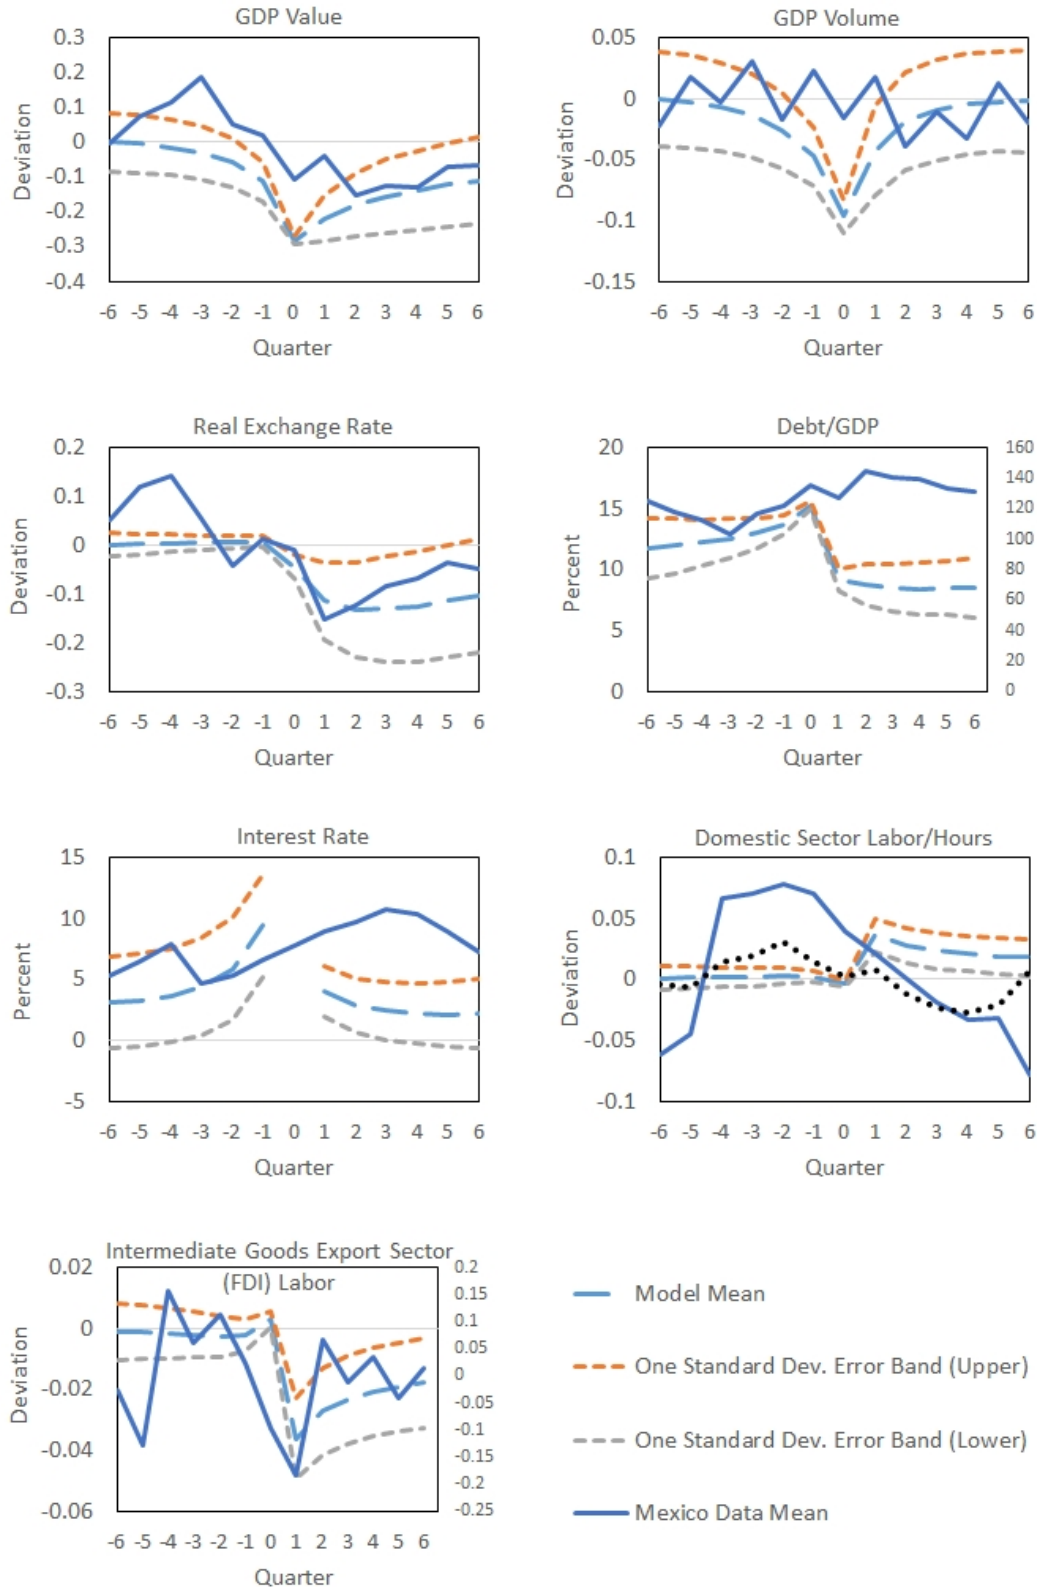 GDP Value
0.3
0.2
0.1
0
-0.1
-0.2
-0.3
-0.4
Deviation
-6 -5 -4 -3 -2 -1 0 1 2 3 4 5 6
Quarter
GDP Volume
0.05
0
-0.05
-0.1
-0.15
Deviation
-6 -5 -4 -3 -2 -1 0 1 2 3 4 5 6
Quarter
Real Exchange Rate
0.2
0.1
0
-0.1
-0.2
-0.3
Deviation
-6 -5 -4 -3 -2 -1 0 1 2 3 4 5 6
Quarter
Debt/GDP
20
15
10
5
0
Percent
160
140
120
100
80
60
40
20
0
-6 -5 -4 -3 -2 -1 0 1 2 3 4 5 6
Quarter
Interest Rate
15
10
5
0
-5
Percent
-6 -5 -4 -3 -2 -1 0 1 2 3 4 5 6
Quarter
Domestic Sector Labor/Hours
0.1
0.05
0
-0.05
-0.1
Deviation
-6 -5 -4 -3 -2 -1 0 1 2 3 4 5 6
Quarter
Intermediate Goods Export Sector
(FDI) Labor
0.02
0
-0.02
-0.04
-0.06
Deviation
0.2
0.15
0.1
0.05
0
-0.05
-0.1
-0.15
-0.2
-0.25
-6 -5 -4 -3 -2 -1 0 1 2 3 4 5 6
Quarter
Model Mean
One Standard Dev. Error Band (Upper)
One Standard Dev. Error Band (Lower)
Mexico Data Mean